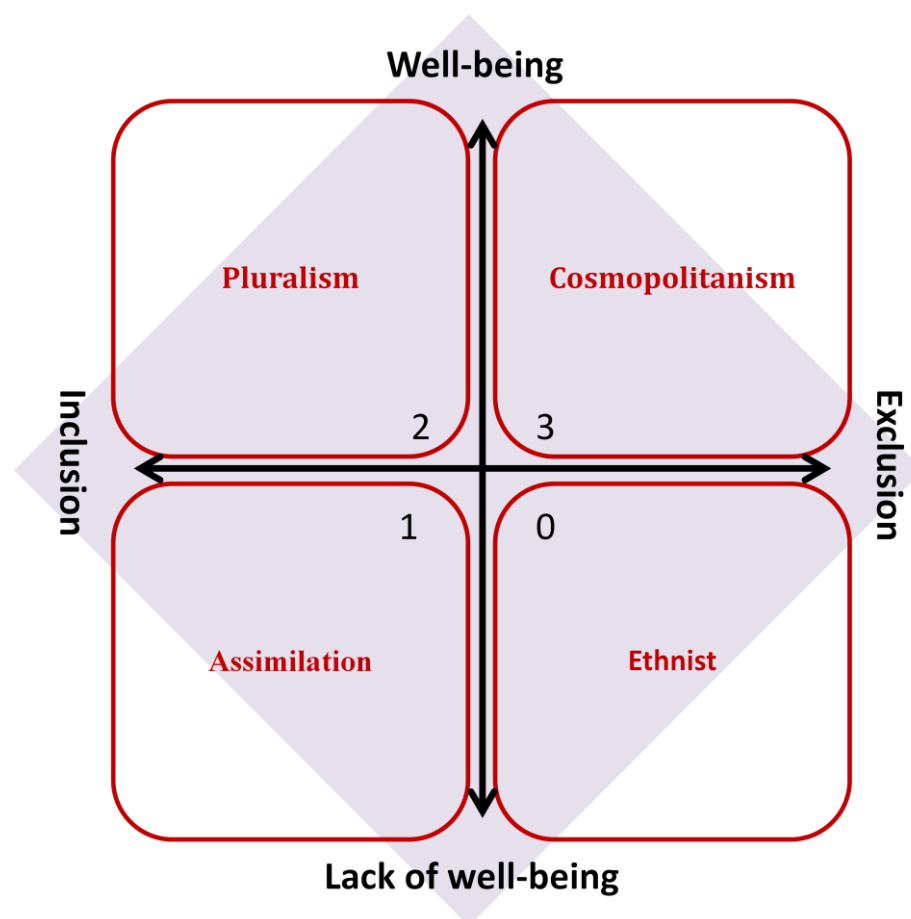 Well-being
Pluralism
Cosmopolitanism
Inclusion
2
3
Exclusion
1
0
Assimilation
Ethnist
Lack of well-being